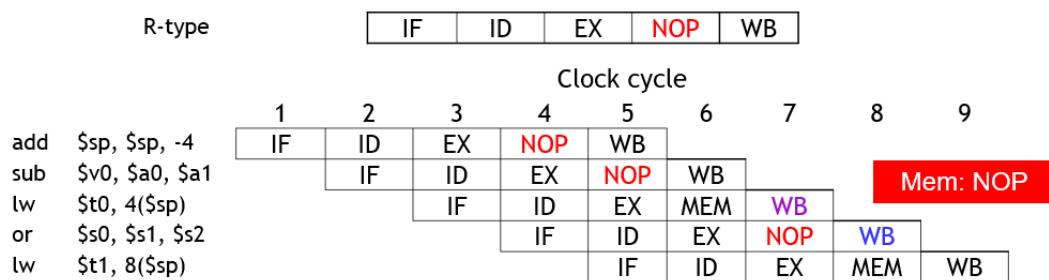 R-type IF ID EX NOP WB
Clock cycle
1 2 3 4 5 6 7 8 9
add $sp, $sp, -4 IF ID EX NOP WB
sub $v0, $a0, $a1 IF ID EX NOP WB
Mem: NOP
lw $t0, 4($sp) IF ID EX MEM WB
or $s0, $s1, $s2 IF ID EX NOP WB
lw $t1, 8($sp) IF ID EX MEM WB